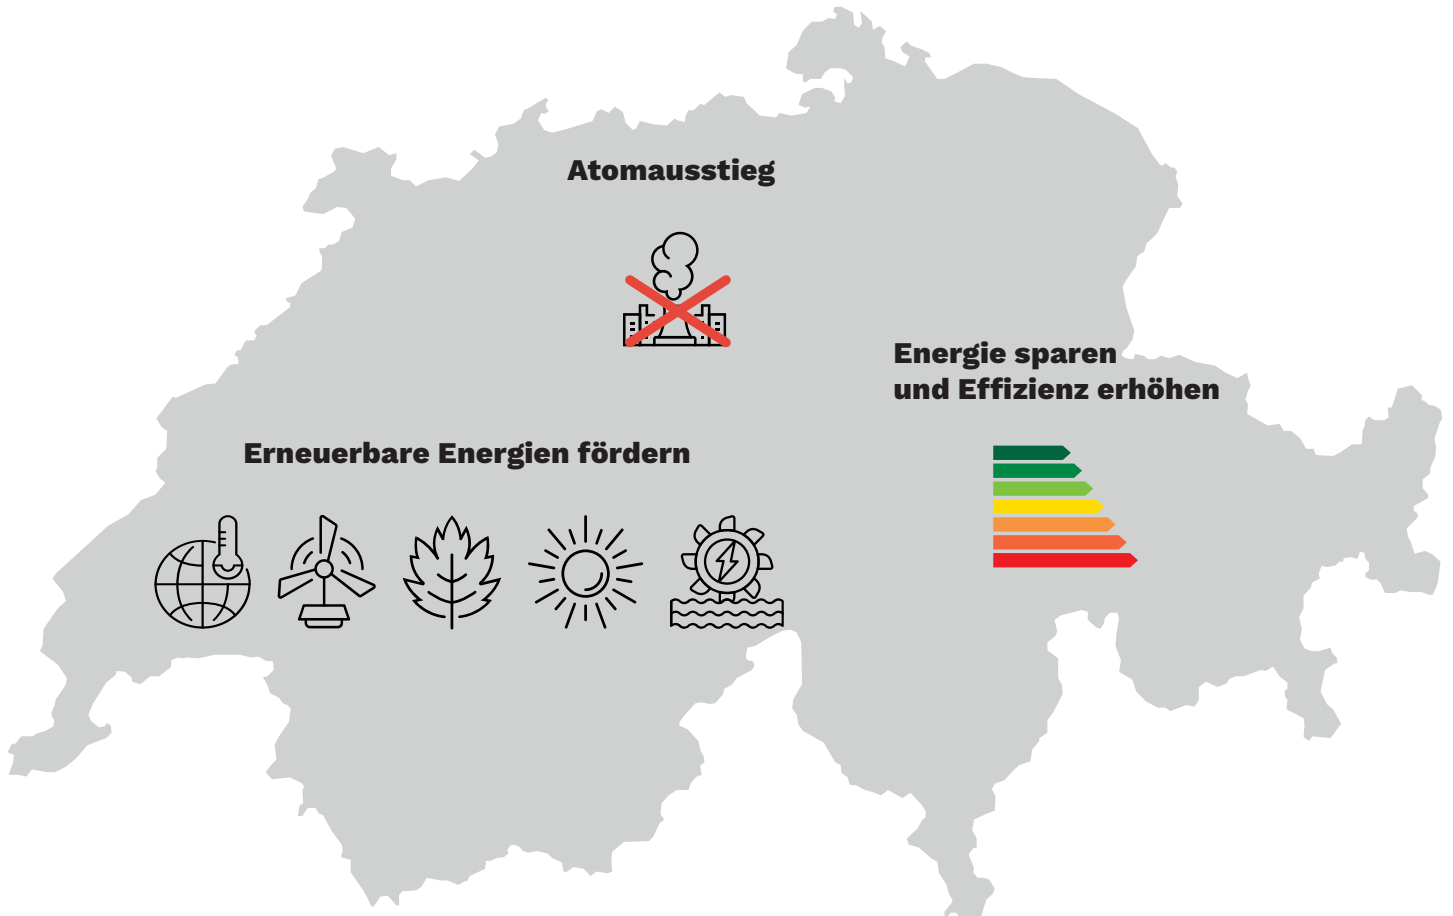 Atomausstieg
Energie sparen
und Effizienz erhöhen
Erneuerbare Energien fördern